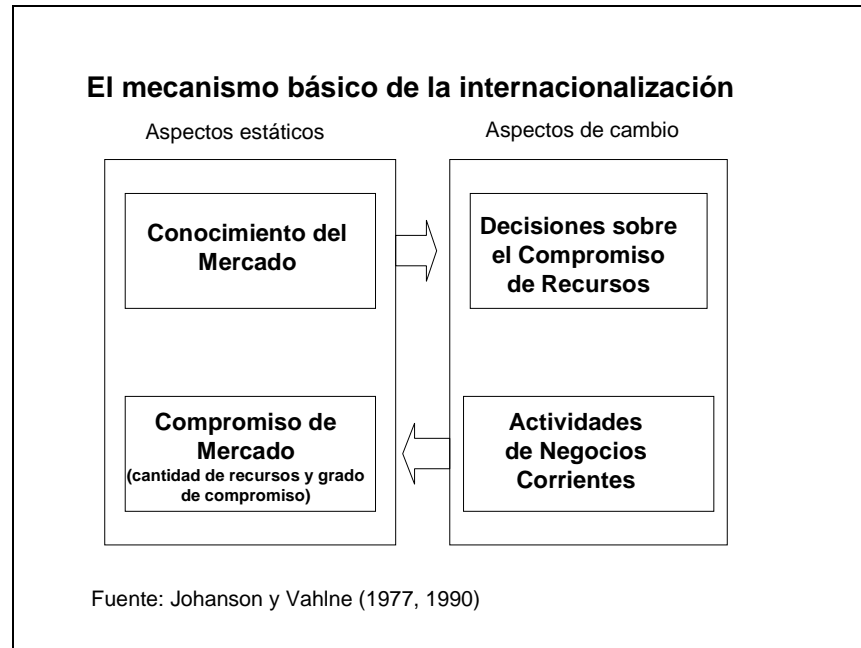 El mecanismo básico de la internacionalización
Aspectos estáticos
Aspectos de cambio
Conocimiento del
Mercado
Decisiones sobre
el Compromiso
de Recursos
Compromiso de
Mercado
(cantidad de recursos y grado
de compromiso)
Actividades
de Negocios
Corrientes
Fuente: Johanson y Vahlne (1977, 1990)